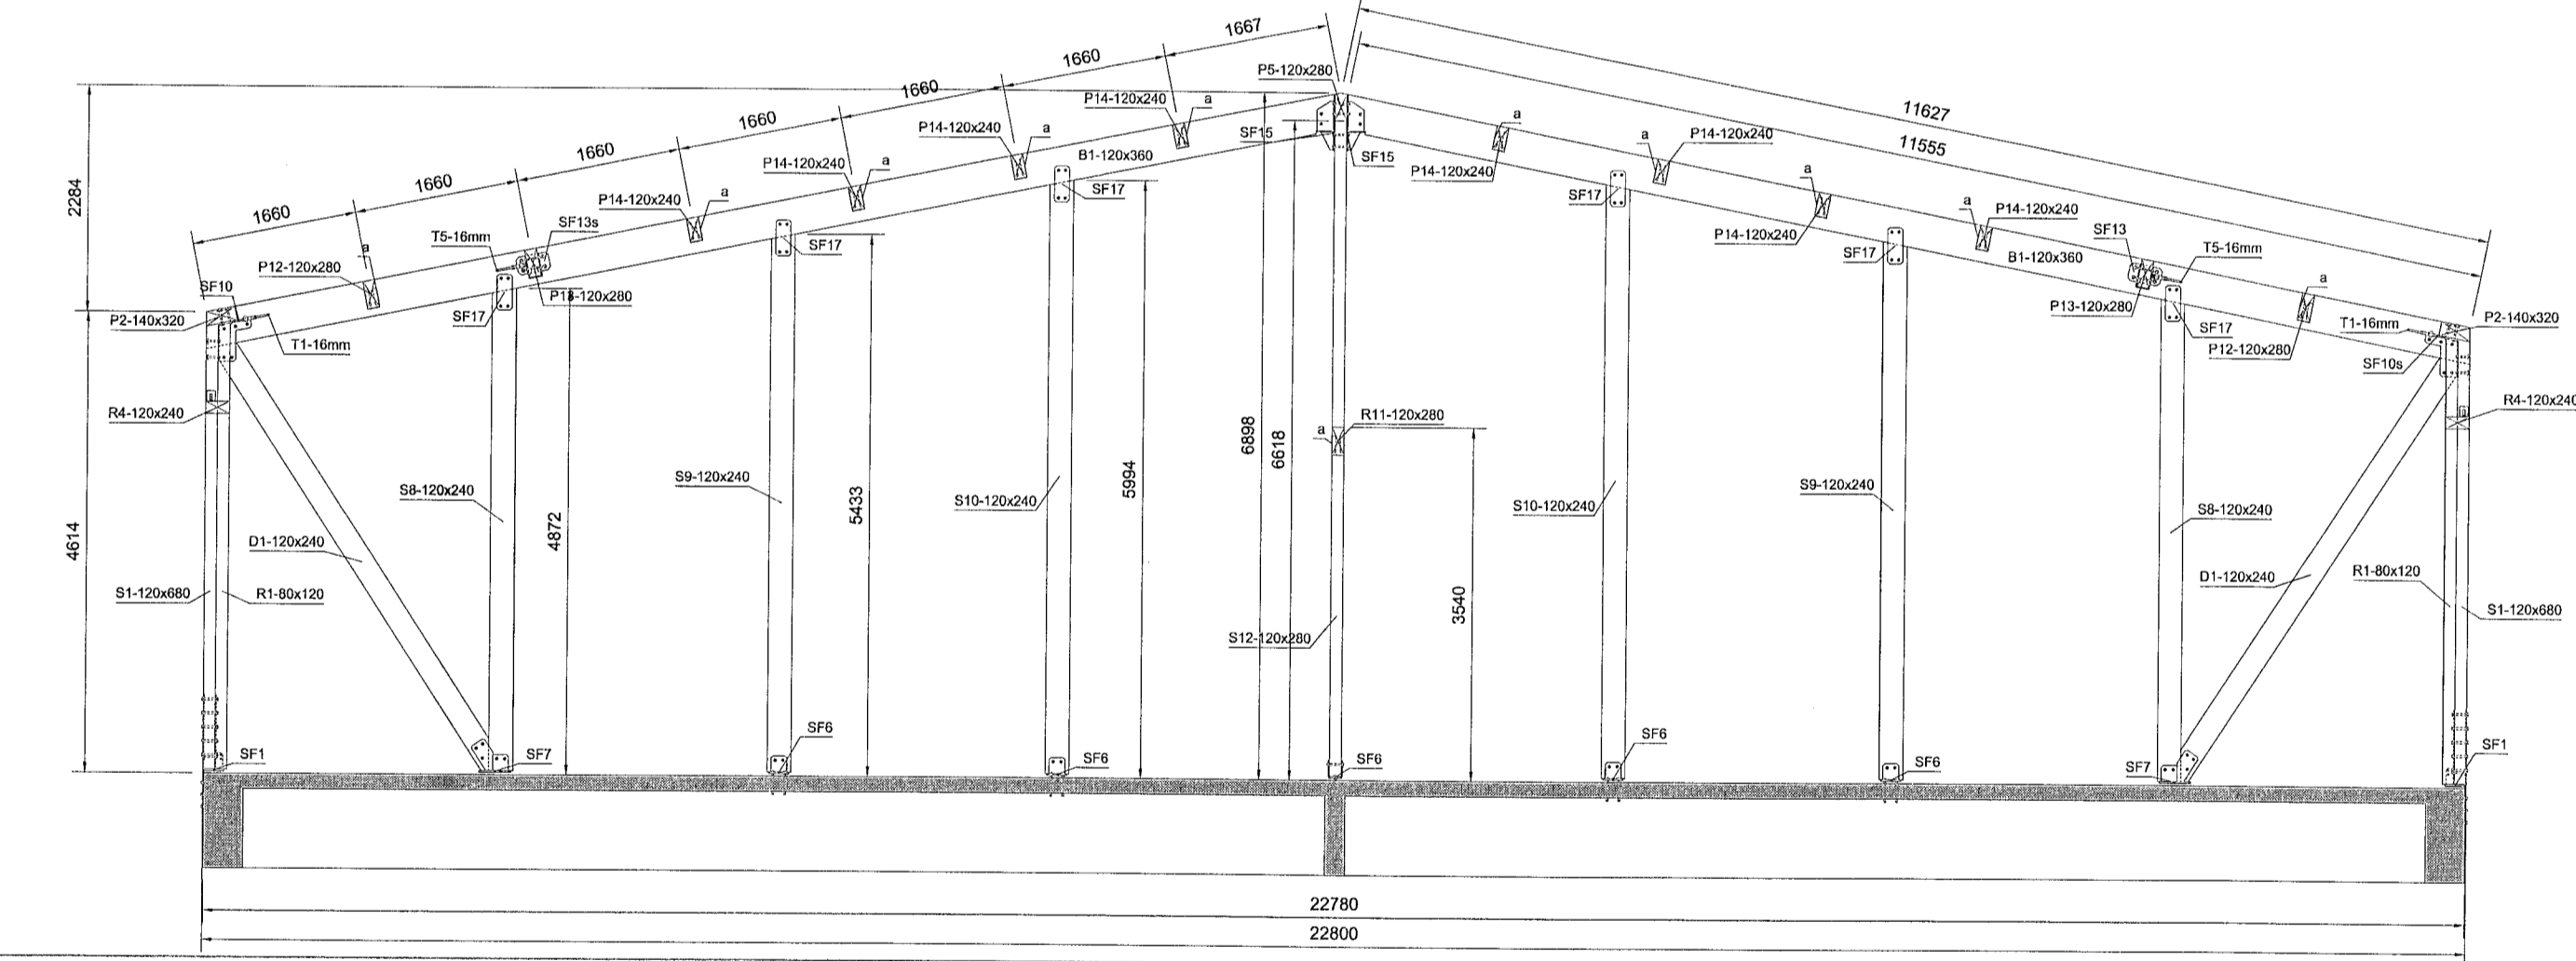 1667
1660
1660
1660
1660
1660
1660
11627
11555
2284
4614
P5-120x280
P14-120x240
a
P14-120x240
a
P14-120x240
a
P14-120x240
a
SF13s
T5-16mm
a
P12-120x280
SF10
P2-140x320
T1-16mm
P13-120x280
SF17
SF17
SF17
B1-120x360
SF15
SF15
a
P14-120x240
a
P14-120x240
a
P14-120x240
a
P14-120x240
SF17
SF17
B1-120x360
SF13
T5-16mm
P13-120x280
a
SF17
P12-120x280
T1-16mm
P2-140x320
SF10s
R4-120x240
R4-120x240
R11-120x280
a
6898
6618
5994
5433
4872
3540
S8-120x240
S9-120x240
S10-120x240
S10-120x240
S9-120x240
S8-120x240
D1-120x240
D1-120x240
S1-120x680
R1-80x120
R1-80x120
S1-120x680
S12-120x280
SF1
SF7
SF6
SF6
SF6
SF6
SF6
SF7
SF1
22780
22800